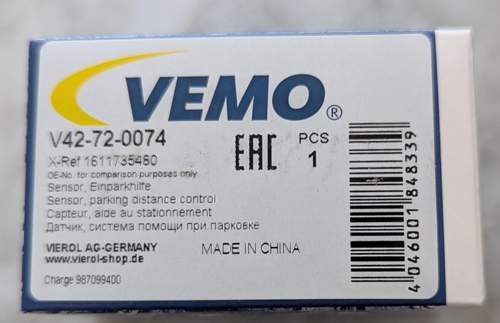 VEMO®
V42-72-0074
X-Ref 1611735480
OE-No. for comparison purposes only.
Sensor, Einparkhilfe
Sensor, parking distance control
Capteur, aide au stationnement
Датчик, система помощи при парковке
VIEROL AG-GERMANY
www.vierol-shop.de
MADE IN CHINA
Charge 987099400
EAC
PCS
1
4 046001 848339